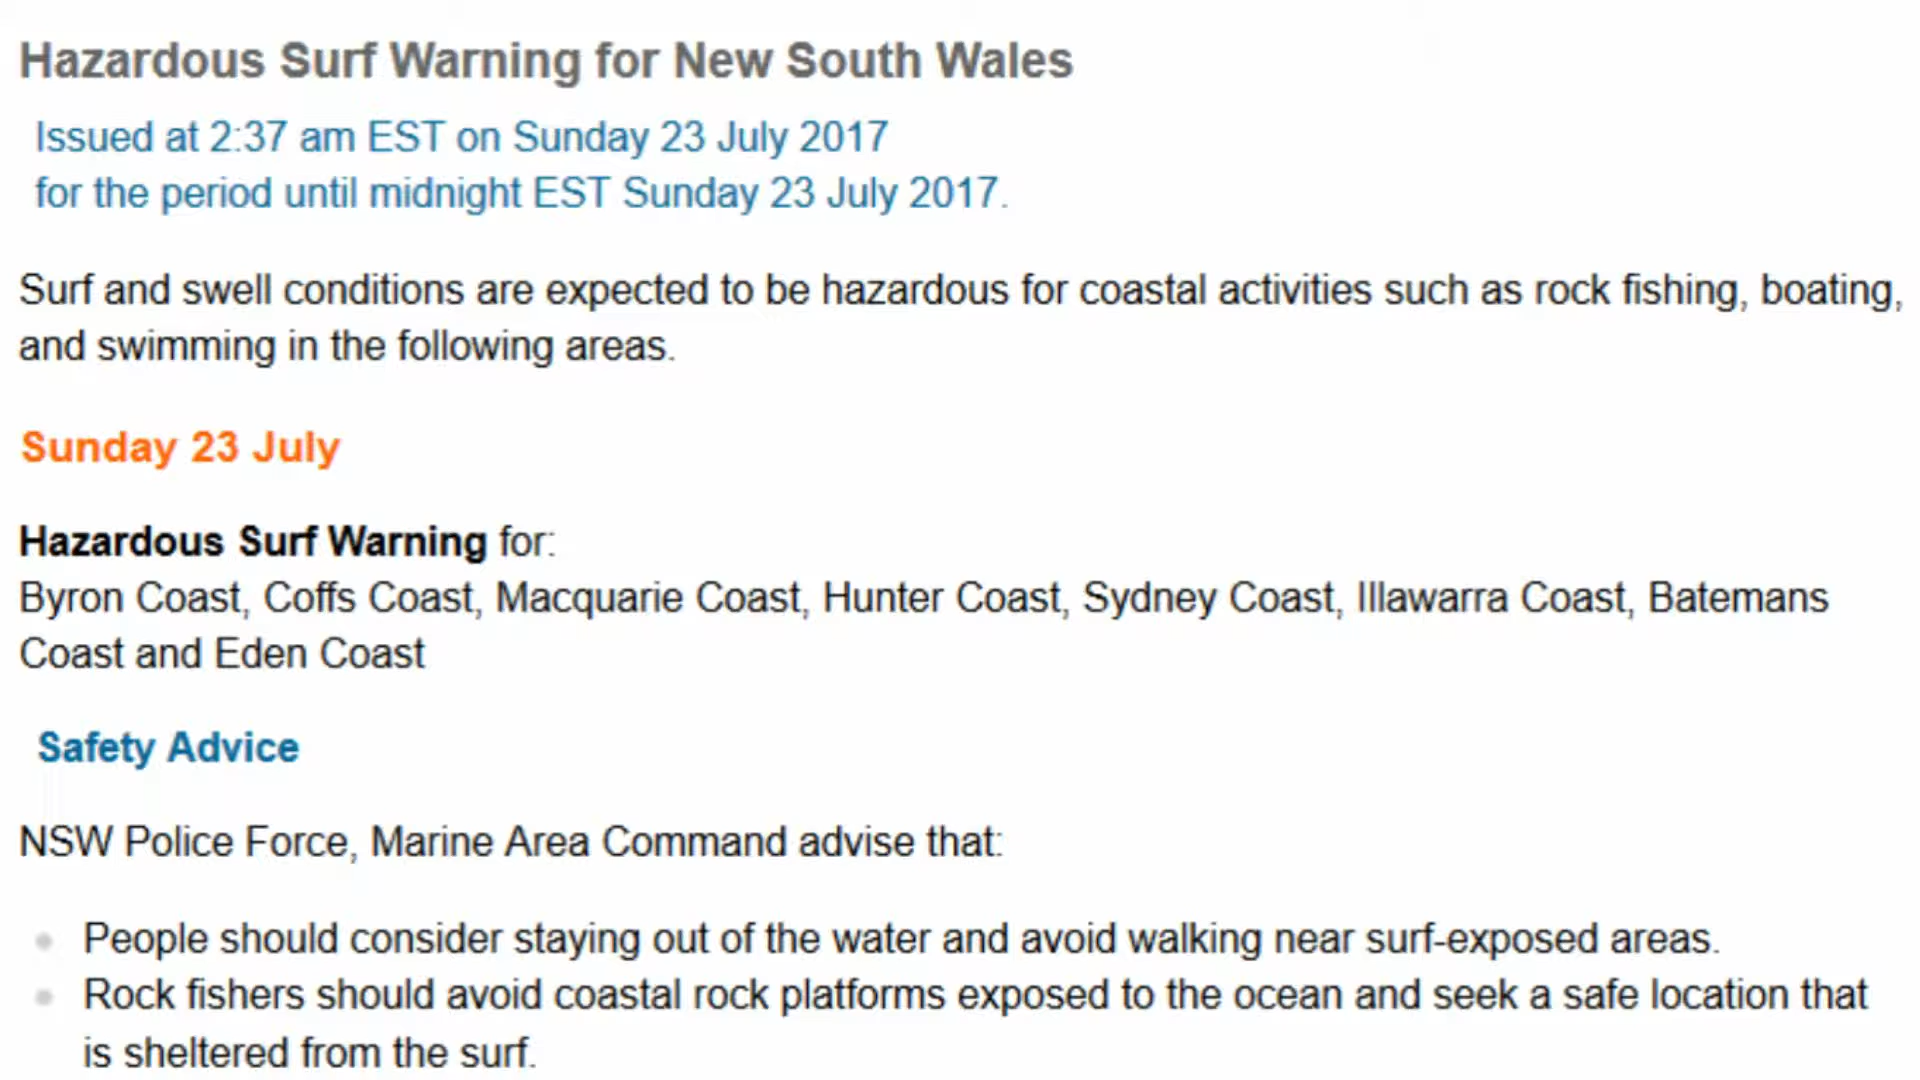 Hazardous Surf Warning for New South Wales
Issued at 2:37 am EST on Sunday 23 July 2017
for the period until midnight EST Sunday 23 July 2017.
Surf and swell conditions are expected to be hazardous for coastal activities such as rock fishing, boating,
and swimming in the following areas.
Sunday 23 July
Hazardous Surf Warning for:
Byron Coast, Coffs Coast, Macquarie Coast, Hunter Coast, Sydney Coast, Illawarra Coast, Batemans
Coast and Eden Coast
Safety Advice
NSW Police Force, Marine Area Command advise that:
People should consider staying out of the water and avoid walking near surf-exposed areas.
Rock fishers should avoid coastal rock platforms exposed to the ocean and seek a safe location that
is sheltered from the surf.